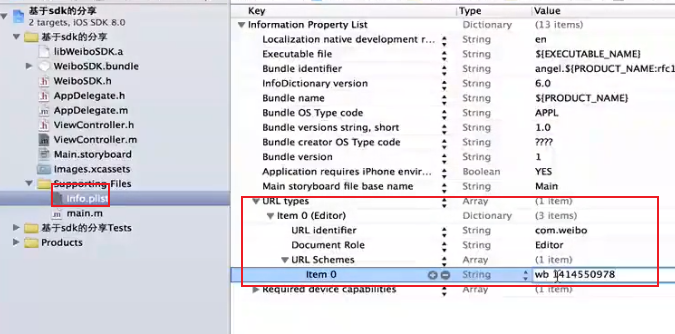 基于sdk的分享
2 targets, iOS SDK 8.0
基于sdk的分享
libWeiboSDK.a
WeiboSDK.bundle
WeiboSDK.h
AppDelegate.h
AppDelegate.m
ViewController.h
ViewController.m
Main.storyboard
Images.xcassets
Supporting Files
Info.plist
main.m
基于sdk的分享Tests
Products
Key Type Value
Information Property List Dictionary (13 items)
Localization native development r... String en
Executable file String ${EXECUTABLE_NAME}
Bundle identifier String angel.${PRODUCT_NAME:rfc1
InfoDictionary version String 6.0
Bundle name String ${PRODUCT_NAME}
Bundle OS Type code String APPL
Bundle versions string, short String 1.0
Bundle creator OS Type code String ????
Bundle version String 1
Application requires iPhone envir... Boolean YES
Main storyboard file base name String Main
URL types Array (1 item)
Item 0 (Editor) Dictionary (3 items)
URL identifier String com.weibo
Document Role String Editor
URL Schemes Array (1 item)
Item 0 String wb 1414550978
Required device capabilities Array (1 item)